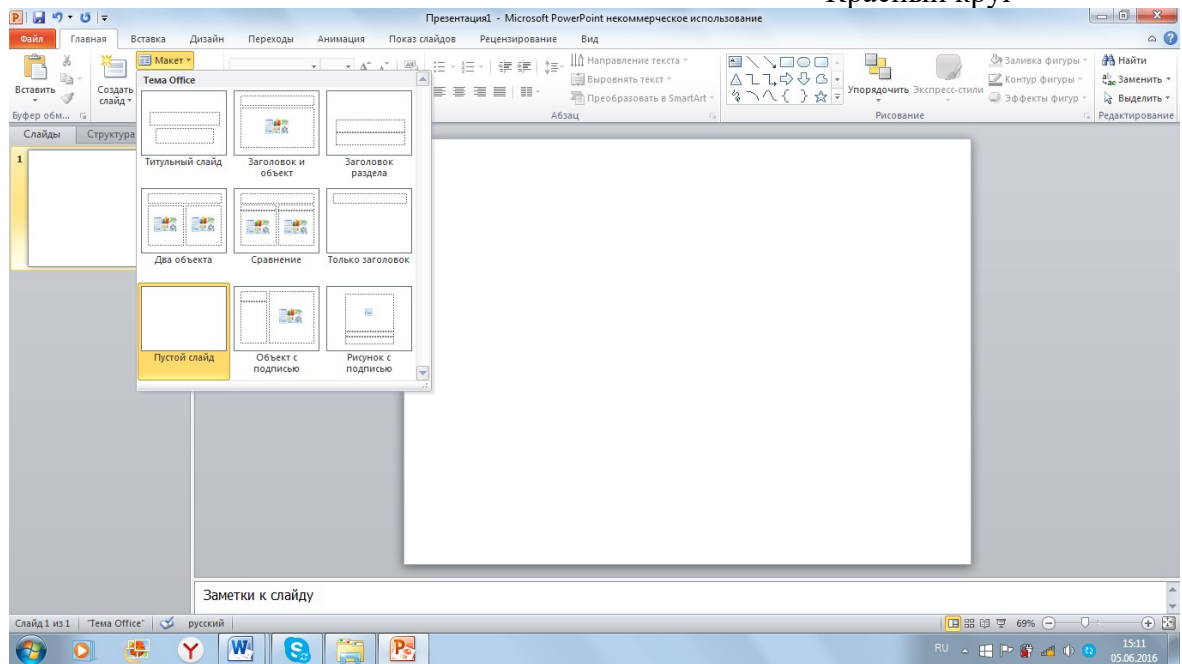 Красный круг
Презентация1 - Microsoft PowerPoint некоммерческое использование
Файл Главная Вставка Дизайн Переходы Анимация Показ слайдов Рецензирование Вид
Вставить
Буфер обм...
Создать слайд
Макет
Направление текста
Выровнять текст
Преобразовать в SmartArt
Абзац
Упорядочить
Экспресс-стили
Заливка фигуры
Контур фигуры
Эффекты фигур
Рисование
Найти
Заменить
Выделить
Редактирование
Слайды Структура
1
Тема Office
Титульный слайд
Заголовок и объект
Заголовок раздела
Два объекта
Сравнение
Только заголовок
Пустой слайд
Объект с подписью
Рисунок с подписью
Заметки к слайду
Слайд 1 из 1 "Тема Office" русский 69%
RU 15:11
05.06.2016